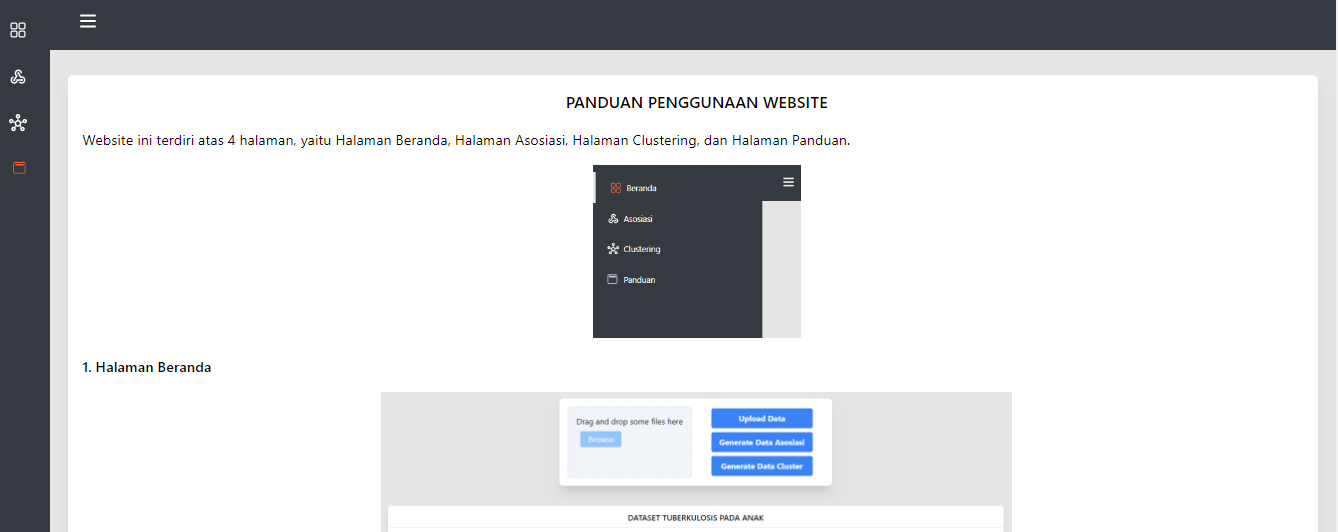 PANDUAN PENGGUNAAN WEBSITE
Website ini terdiri atas 4 halaman, yaitu Halaman Beranda, Halaman Asosiasi, Halaman Clustering, dan Halaman Panduan.
Beranda
Asosiasi
Clustering
Panduan
1. Halaman Beranda
Drag and drop some files here
Browse
Upload Data
Generate Data Asosiasi
Generate Data Cluster
DATASET TUBERKULOSIS PADA ANAK